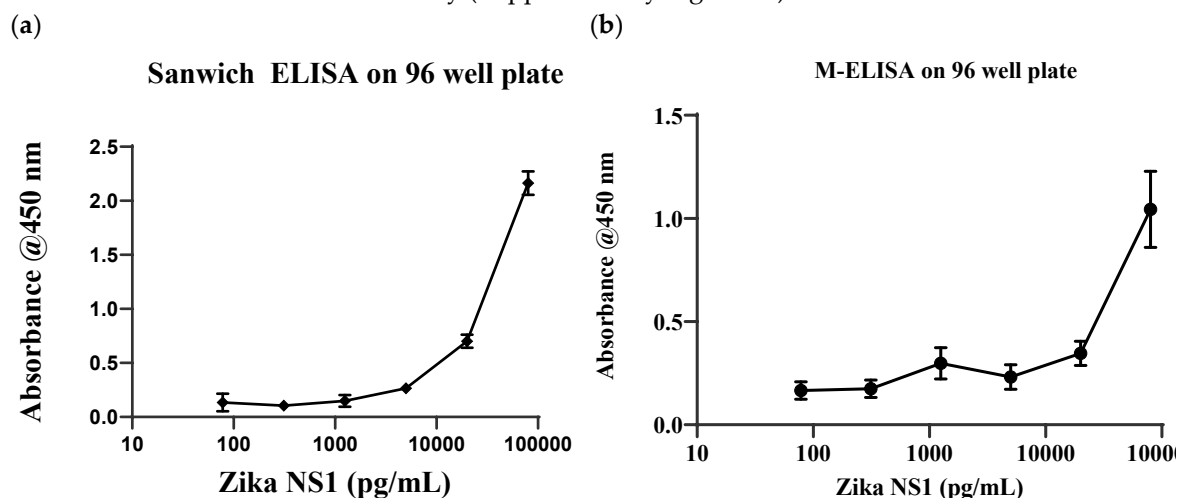 (a)
(b)
Sanwich ELISA on 96 well plate
2.5
2.0
1.5
1.0
0.5
0.0
Absorbance @450 nm
10
100
1000
10000
100000
Zika NS1 (pg/mL)
M-ELISA on 96 well plate
1.5
1.0
0.5
0.0
Absorbance @450 nm
10
100
1000
10000
10000
Zika NS1 (pg/mL)